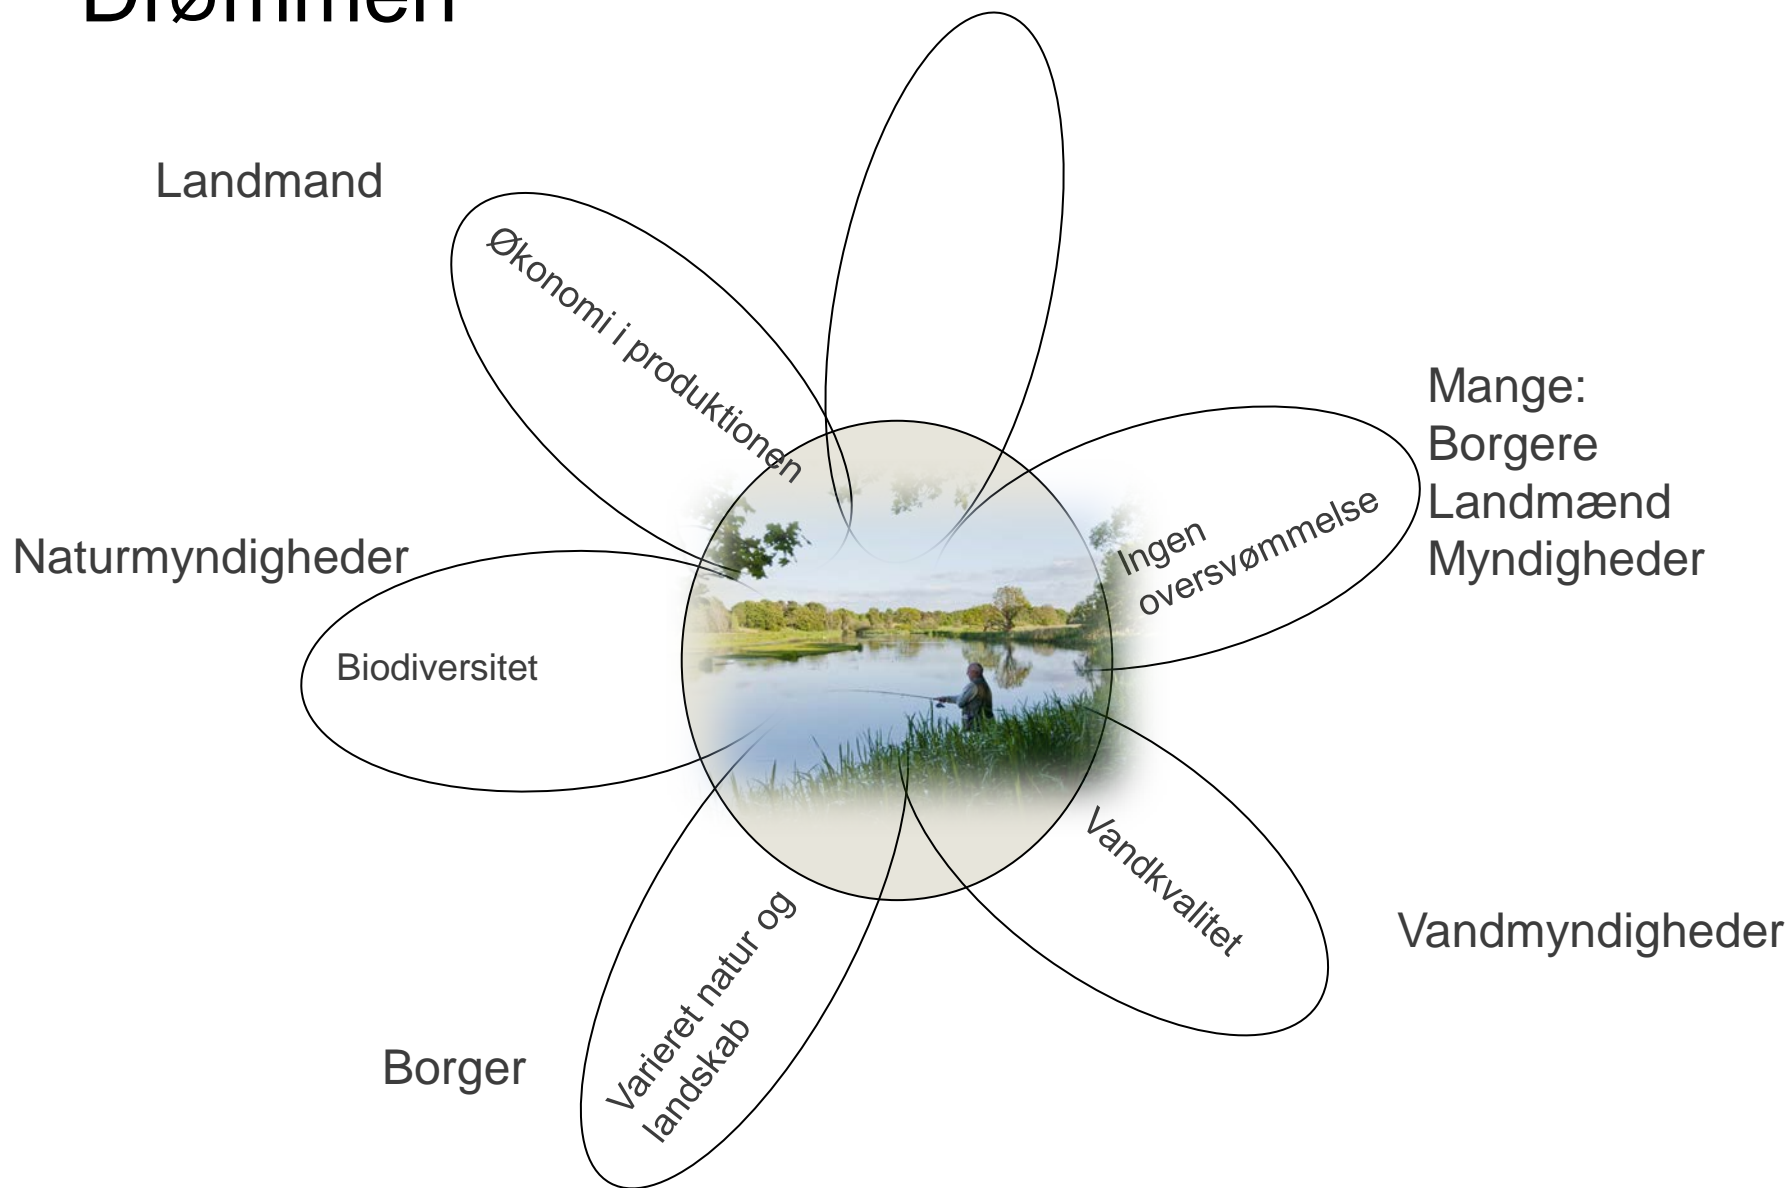 Drømmen
Landmand
Økonomi i produktionen
Mange:
Borgere
Landmænd
Myndigheder
Ingen
oversvømmelse
Naturmyndigheder
Biodiversitet
Vandkvalitet
Vandmyndigheder
Varieret natur og
landskab
Borger